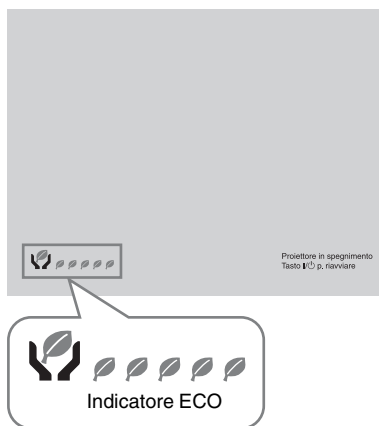 Proiettore in spegnimento
Tasto I/⏻ p. riavviare
Indicatore ECO